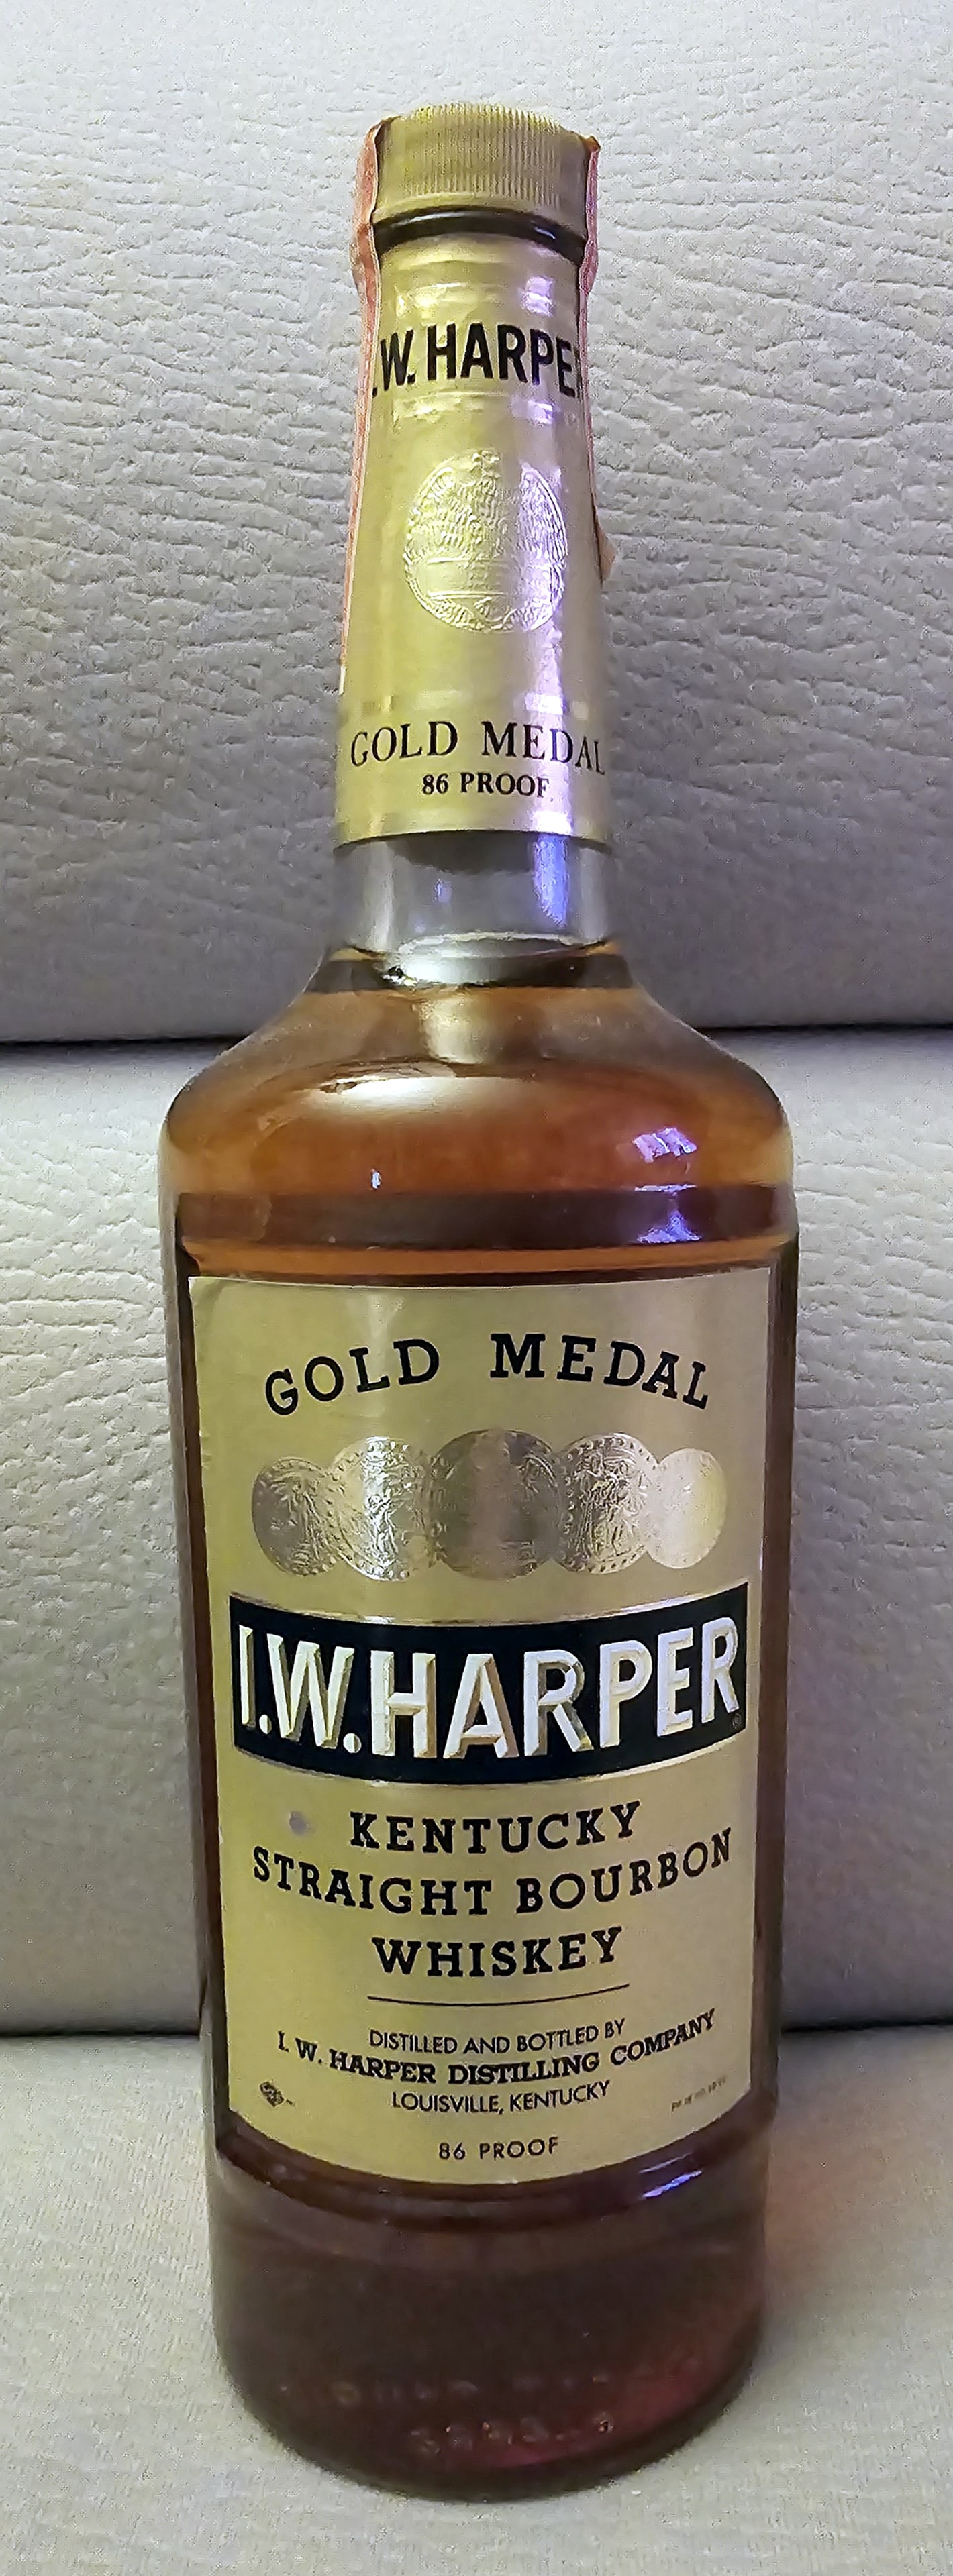 .W. HARPE
GOLD MEDAL
86 PROOF
GOLD MEDAL
I.W. HARPER
KENTUCKY
STRAIGHT BOURBON
WHISKEY
DISTILLED AND BOTTLED BY
I. W. HARPER DISTILLING COMPANY
LOUISVILLE, KENTUCKY
86 PROOF